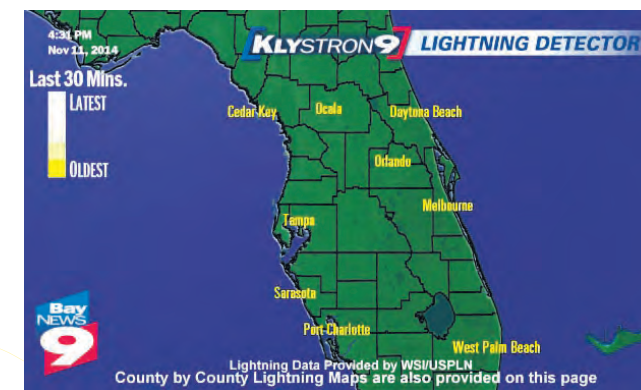 4:31 PM
Nov 11, 2014
KLYSTRON 9 LIGHTNING DETECTOR
Last 30 Mins.
LATEST
OLDEST
Cedar Key
Ocala
Daytona Beach
Orlando
Melbourne
Tampa
Sarasota
Port Charlotte
West Palm Beach
Bay
NEWS
9
Lightning Data Provided by WSI/USPLN
County by County Lightning Maps are also provided on this page